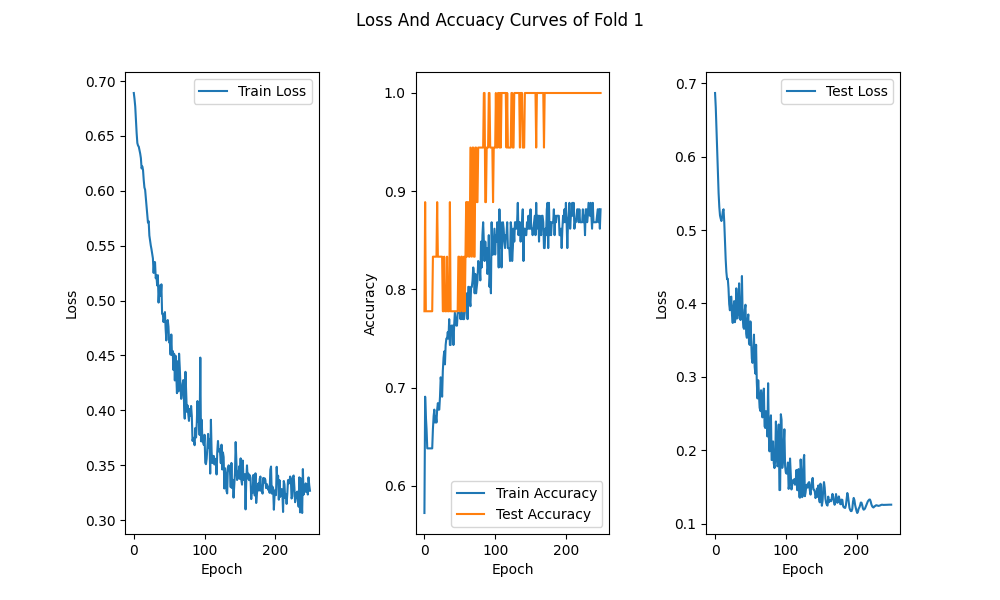 Loss And Accuacy Curves of Fold 1
0.70
0.65
0.60
0.55
0.50
0.45
0.40
0.35
0.30
Loss
0
100
200
Epoch
Train Loss
1.0
0.9
0.8
0.7
0.6
Accuracy
0
100
200
Epoch
Train Accuracy
Test Accuracy
0.7
0.6
0.5
0.4
0.3
0.2
0.1
Loss
0
100
200
Epoch
Test Loss